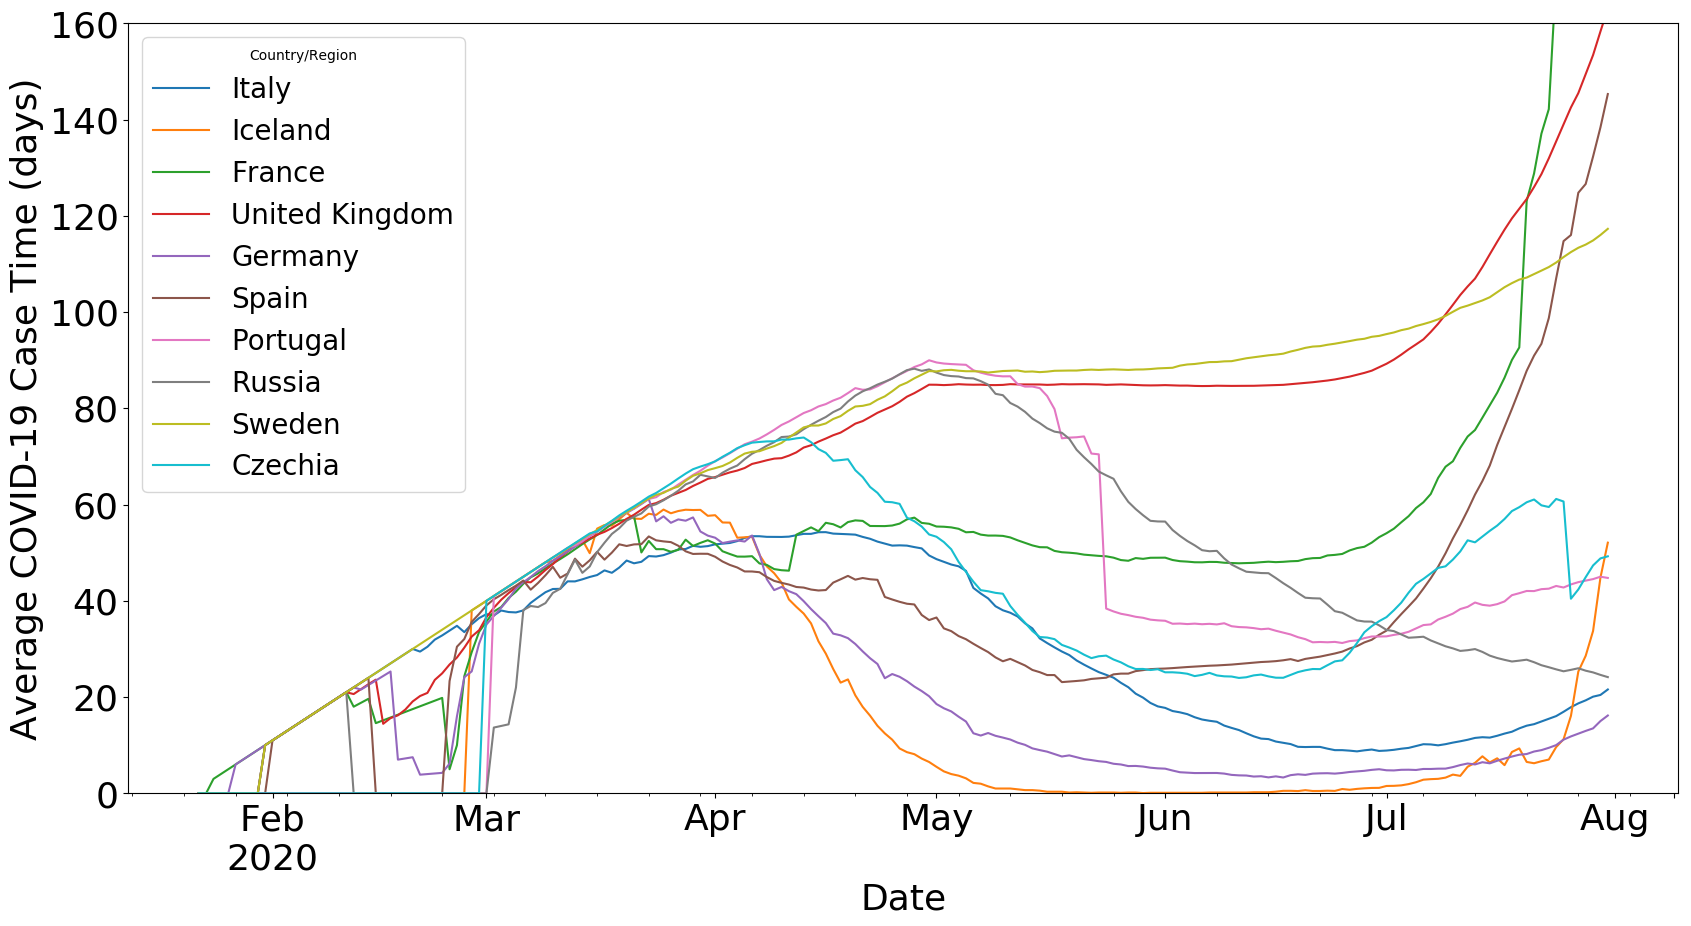 Average COVID-19 Case Time (days)
160
140
120
100
80
60
40
20
0
Country/Region
Italy
Iceland
France
United Kingdom
Germany
Spain
Portugal
Russia
Sweden
Czechia
Feb Mar Apr May Jun Jul Aug
2020
Date